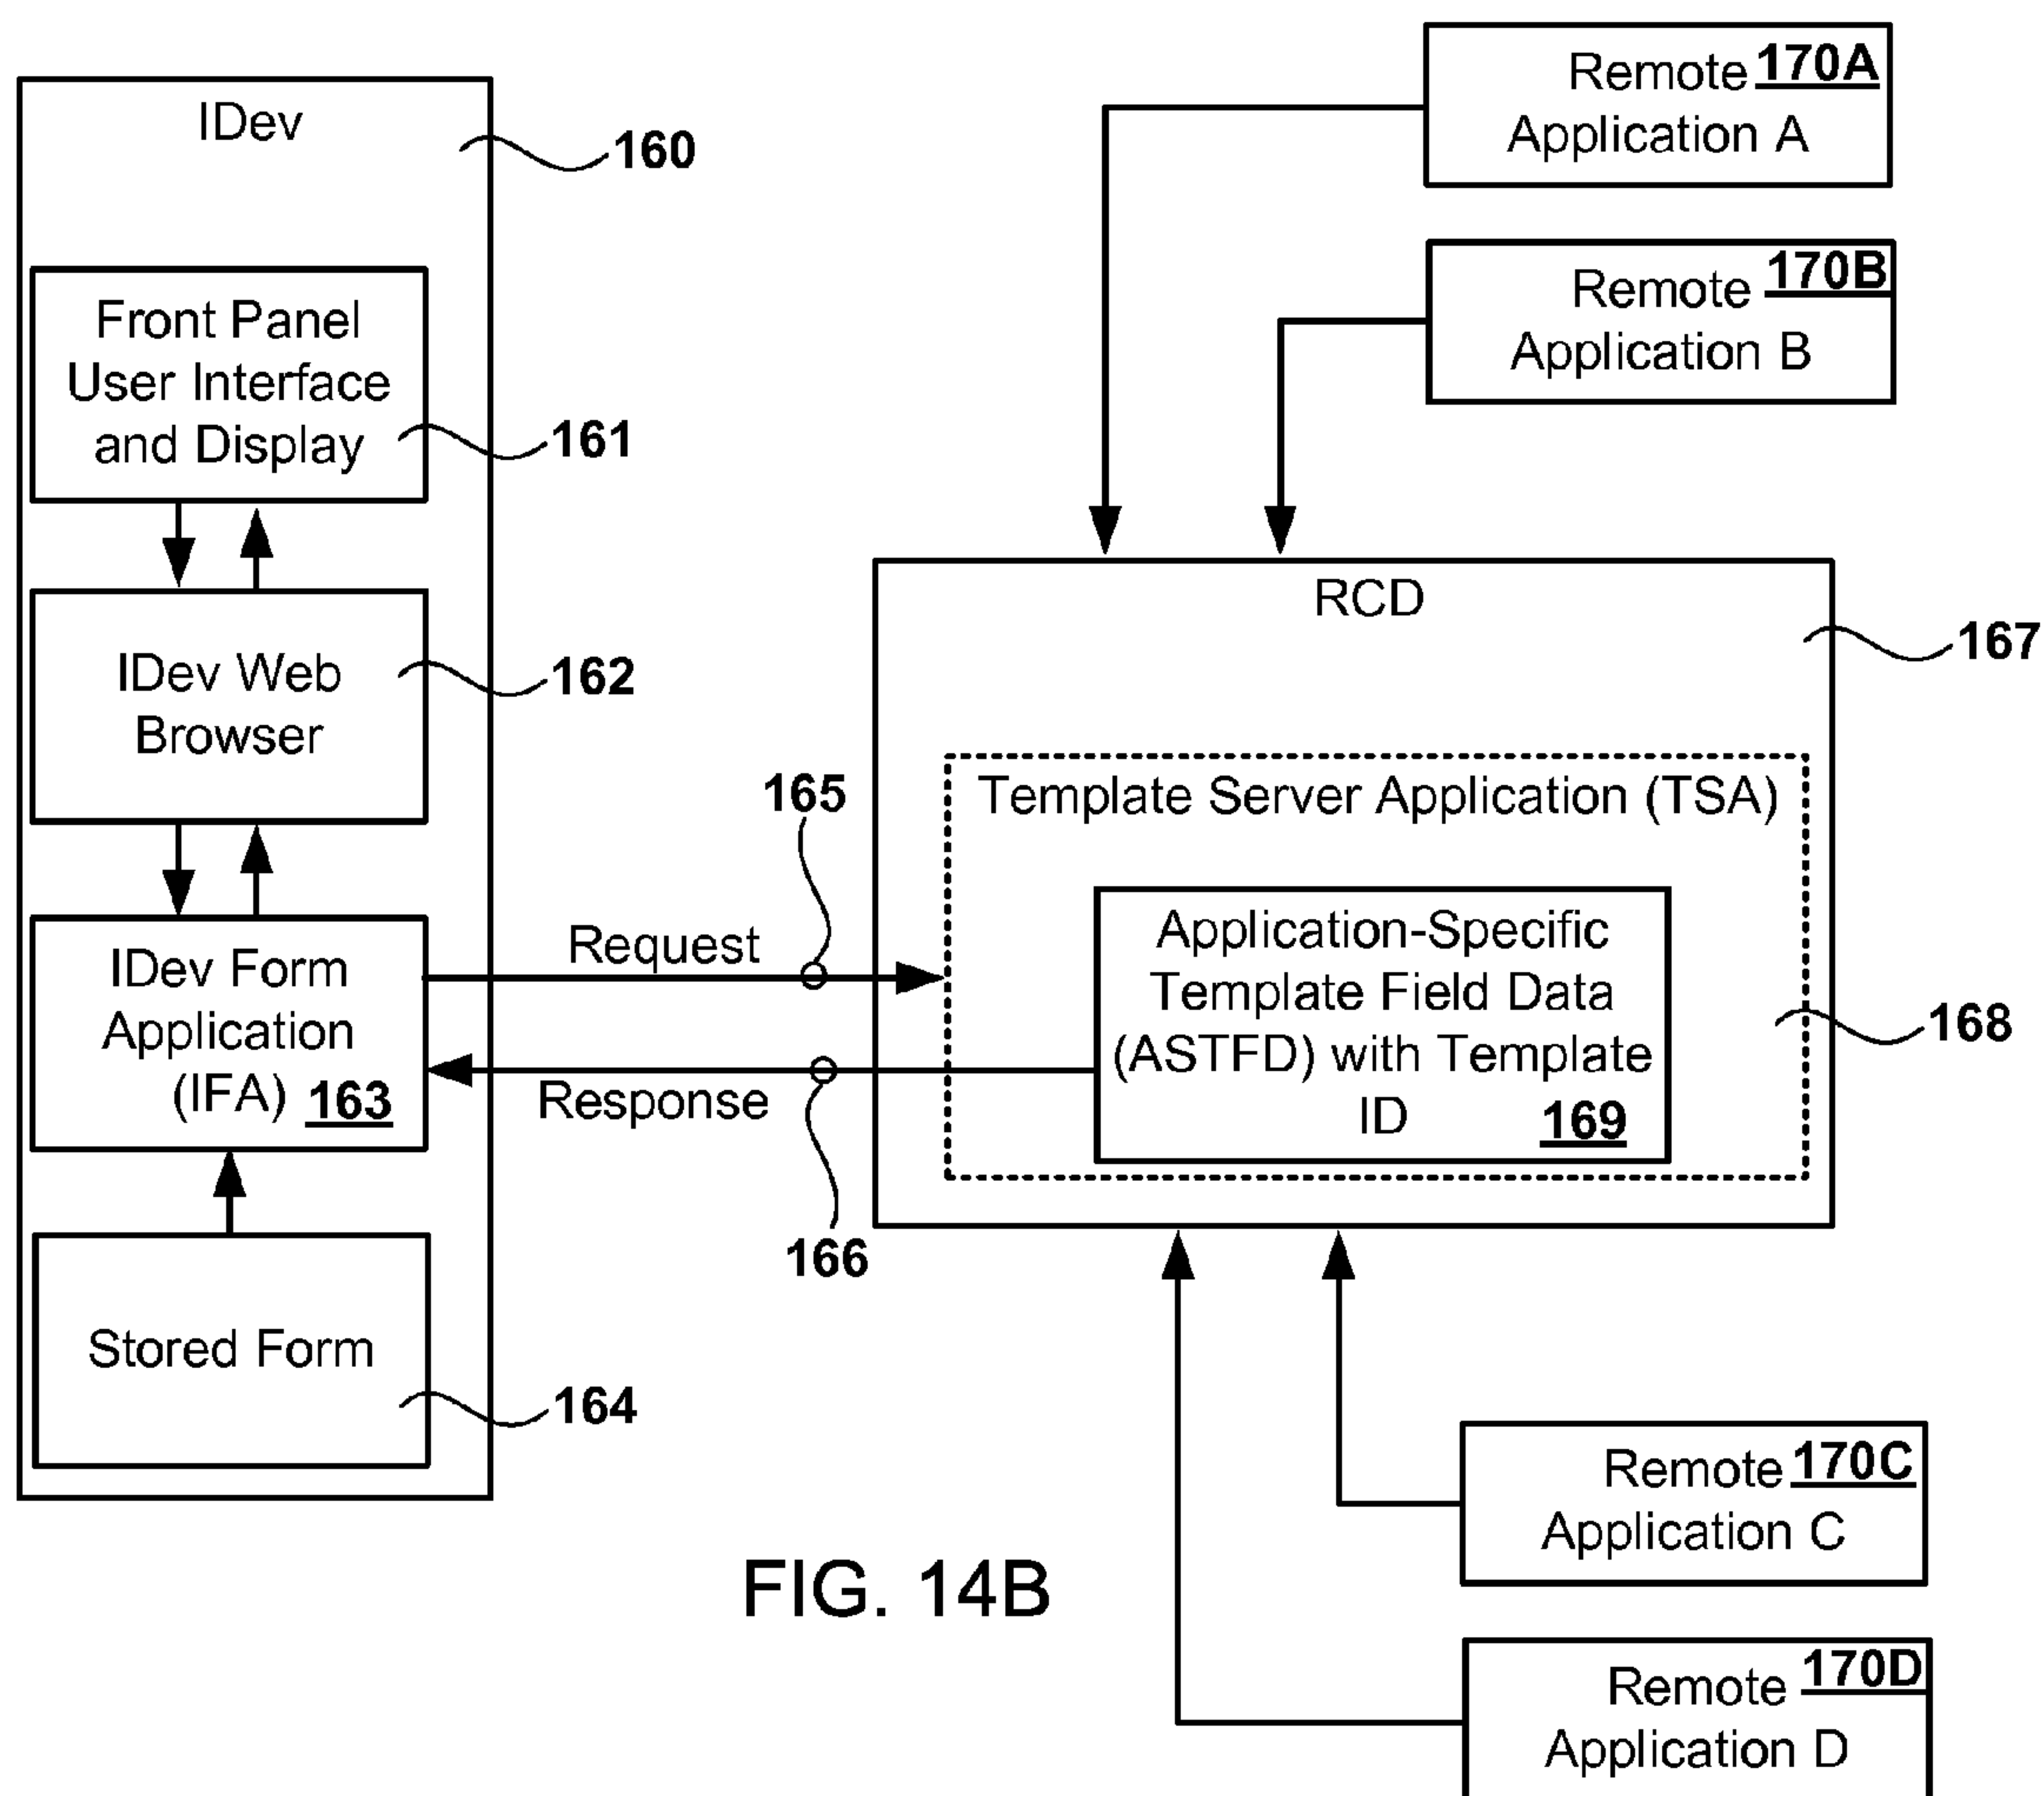 IDev
160
Front Panel
User Interface
and Display
161
IDev Web
Browser
162
IDev Form
Application
(IFA) 163
Stored Form
164
165
Request
Response
166
Remote 170A
Application A
Remote 170B
Application B
RCD
167
Template Server Application (TSA)
168
Application-Specific
Template Field Data
(ASTFD) with Template
ID 169
Remote 170C
Application C
Remote 170D
Application D
FIG. 14B